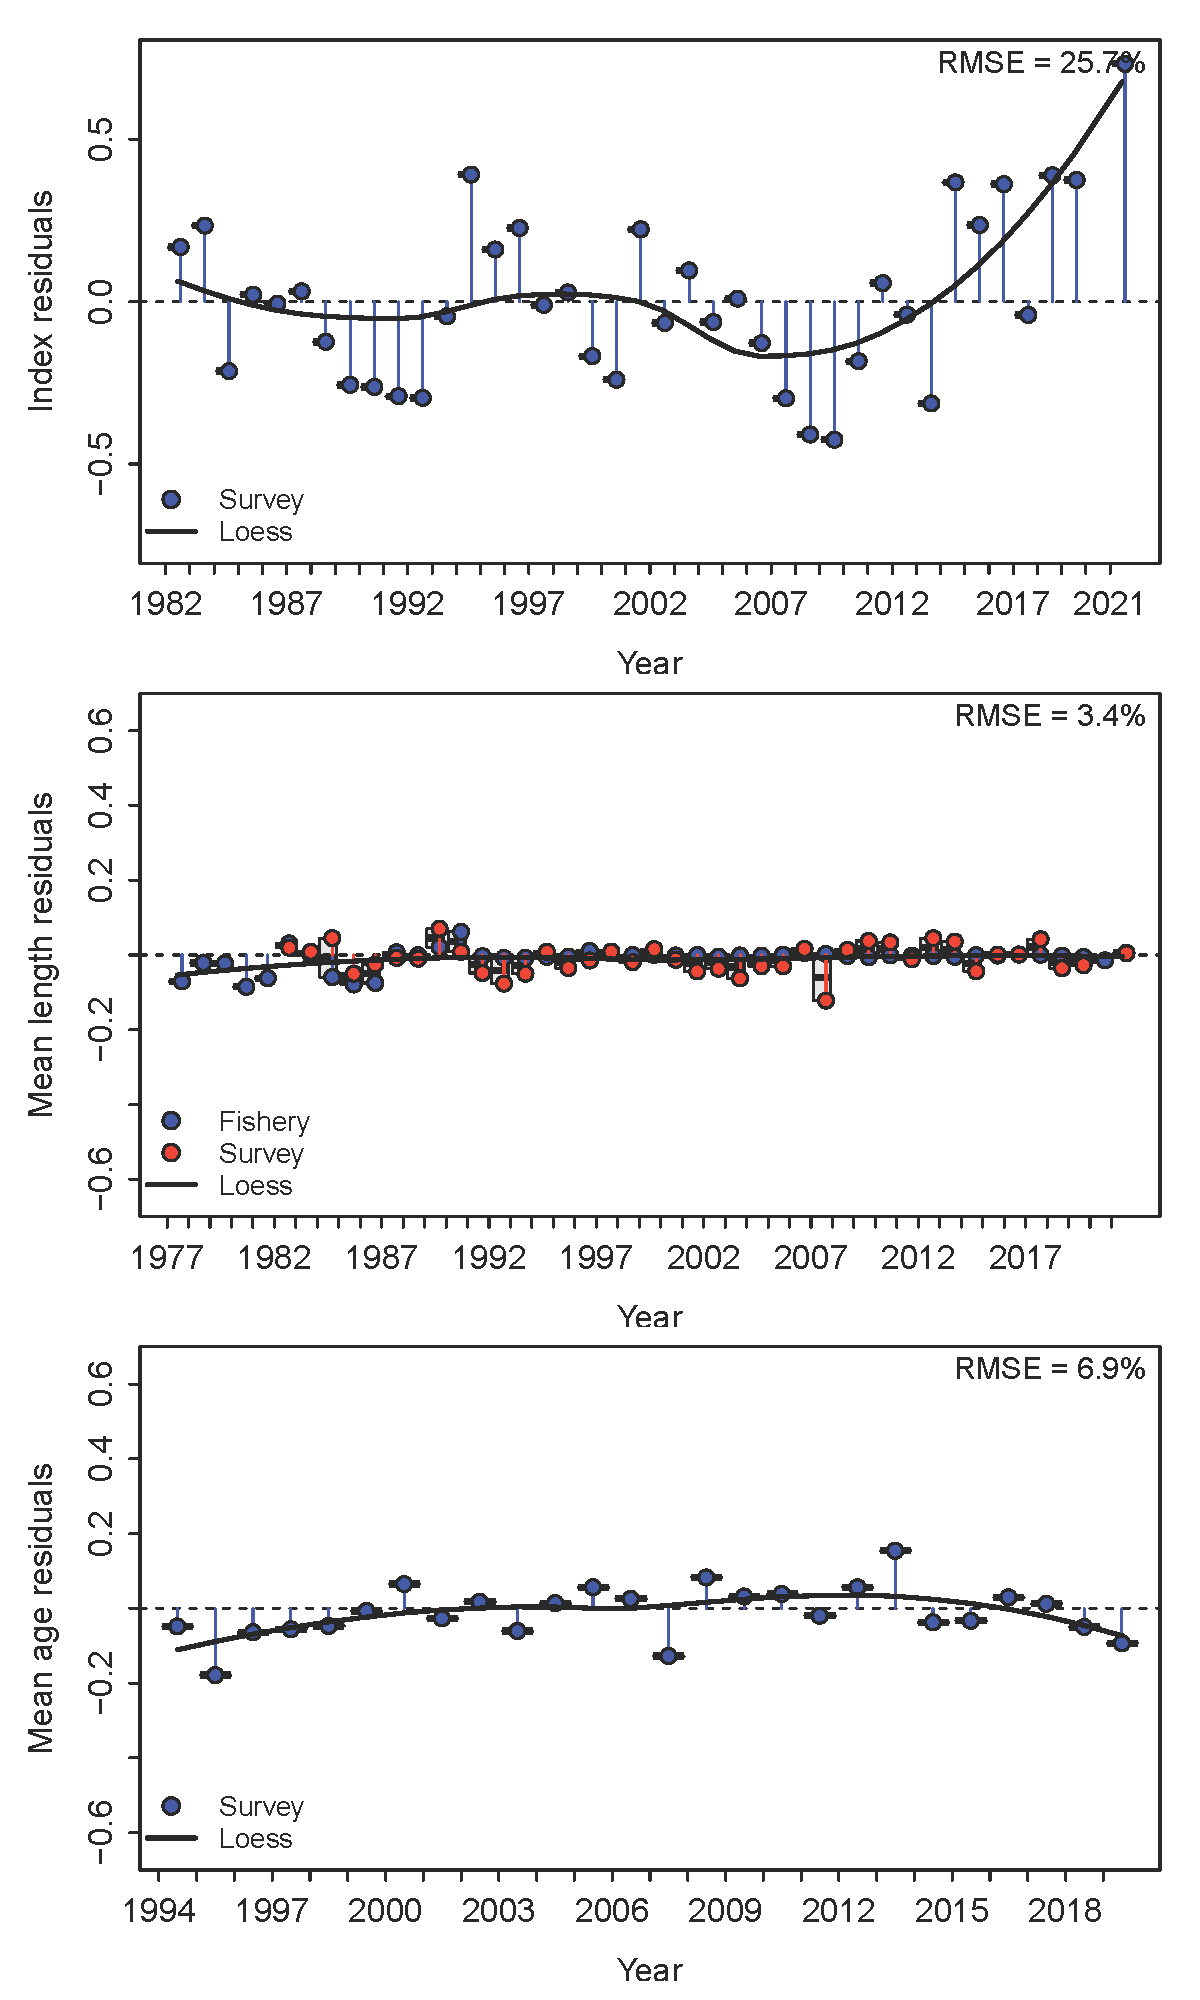 RMSE = 25.7%
0.5
0.0
−0.5
Index residuals
Survey
Loess
1982 1987 1992 1997 2002 2007 2012 2017 2021
Year
RMSE = 3.4%
0.6
0.4
0.2
−0.2
−0.6
Mean length residuals
Fishery
Survey
Loess
1977 1982 1987 1992 1997 2002 2007 2012 2017
Year
RMSE = 6.9%
0.6
0.4
0.2
−0.2
−0.6
Mean age residuals
Survey
Loess
1994 1997 2000 2003 2006 2009 2012 2015 2018
Year